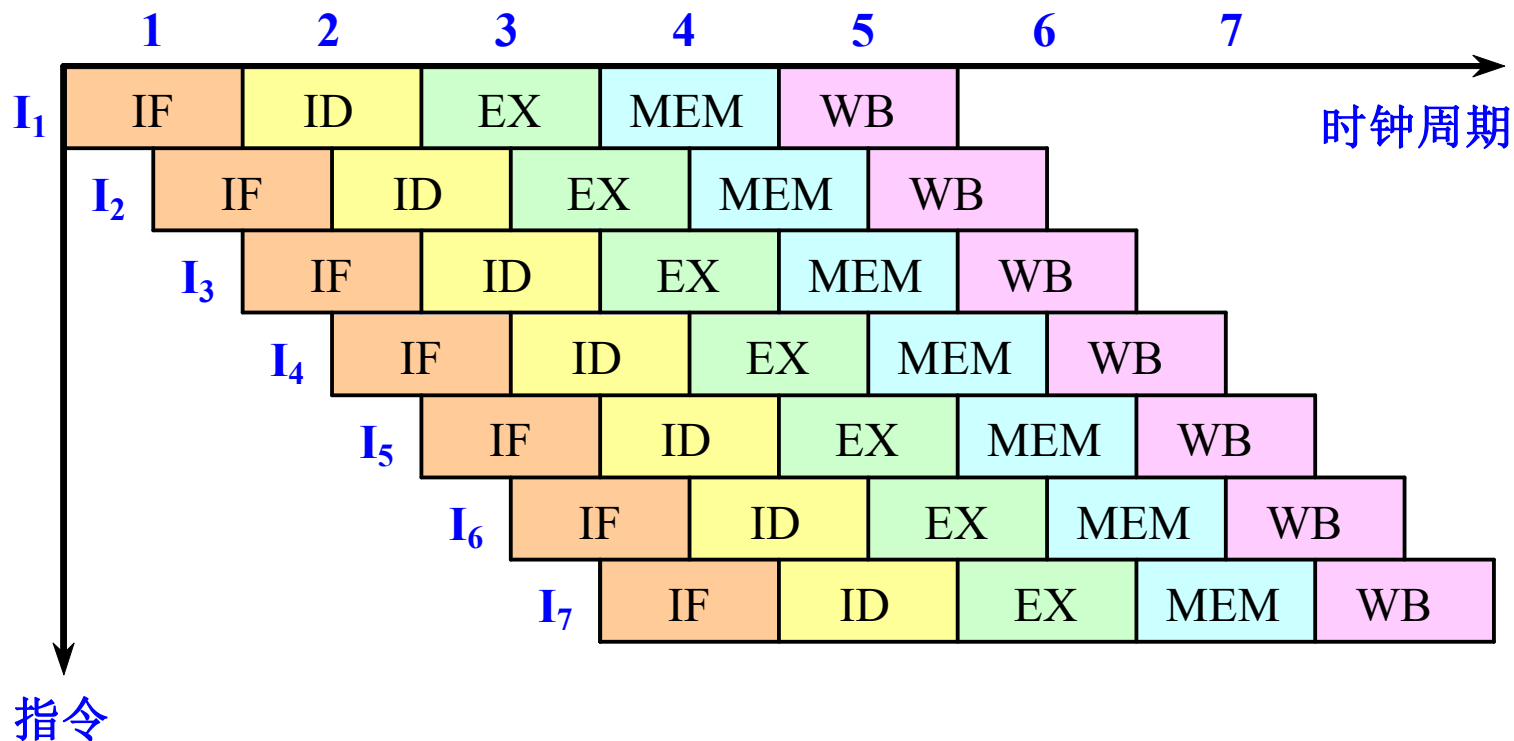 1 2 3 4 5 6 7
I₁ IF ID EX MEM WB
时钟周期
I₂ IF ID EX MEM WB
I₃ IF ID EX MEM WB
I₄ IF ID EX MEM WB
I₅ IF ID EX MEM WB
I₆ IF ID EX MEM WB
I₇ IF ID EX MEM WB
指令